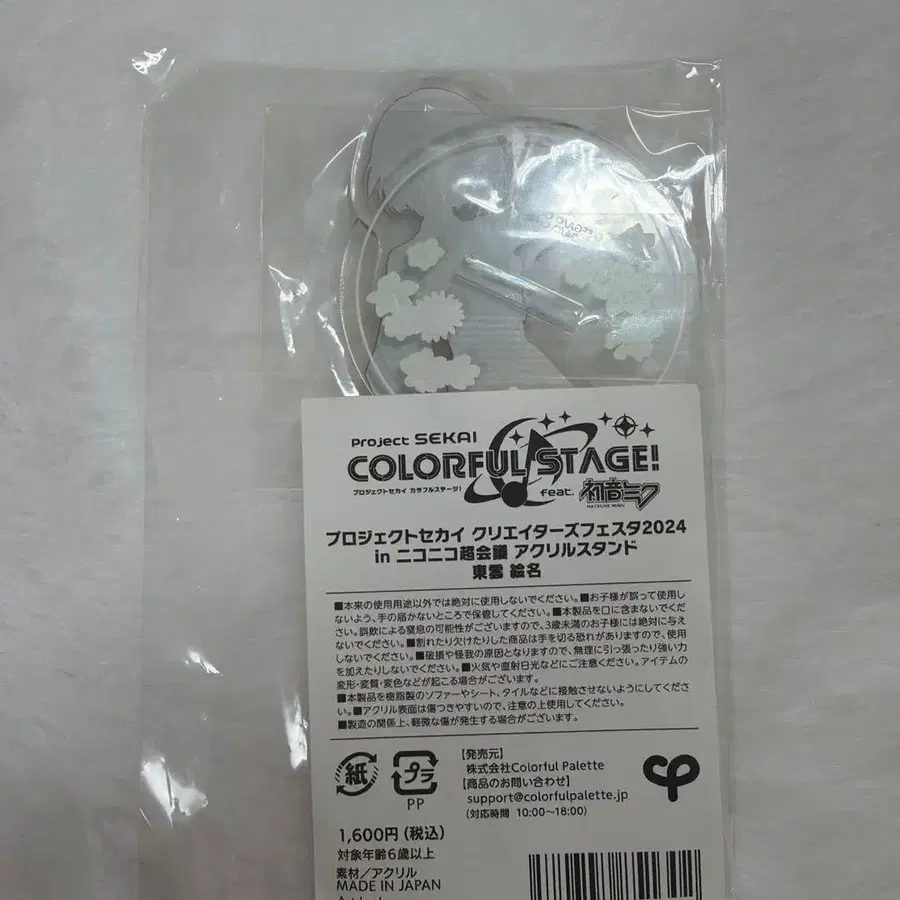 Project SEKAI
COLORFUL STAGE!
プロジェクトセカイ カラフルステージ!
feat. 初音ミク
HATSUNE MIKU
プロジェクトセカイ クリエイターズフェスタ2024
in ニコニコ超会議 アクリルスタンド
東雲 絵名
■本来の使用用途以外では絶対に使用しないでください。■お子様が誤って使用し
ないよう、手の届かないところで保管してください。■本製品を口に含まないでくだ
さい。誤飲による窒息の可能性がございますので、3歳未満のお子様には絶対に与え
ないでください。■割れたり欠けたりした商品は手を切る恐れがありますので、使用
しないでください。■破損や怪我の原因となりますので、無理に引っ張ったり強い力
を加えたりしないでください。■火気や直射日光などにご注意ください。アイテムの
変形・変質・変色などが起こる場合がございます。
■本製品を樹脂製のソファーやシート、タイルなどに接触させないようにしてくださ
い。■アクリル表面は傷つきやすいので、注意の上使用してください。
■製造の関係上、軽微な傷が発生する場合がございます。
紙
プラ
PP
【発売元】
株式会社Colorful Palette
【商品のお問い合わせ】
support@colorfulpalette.jp
(対応時間 10:00～18:00)
1,600円(税込)
対象年齢6歳以上
素材/アクリル
MADE IN JAPAN